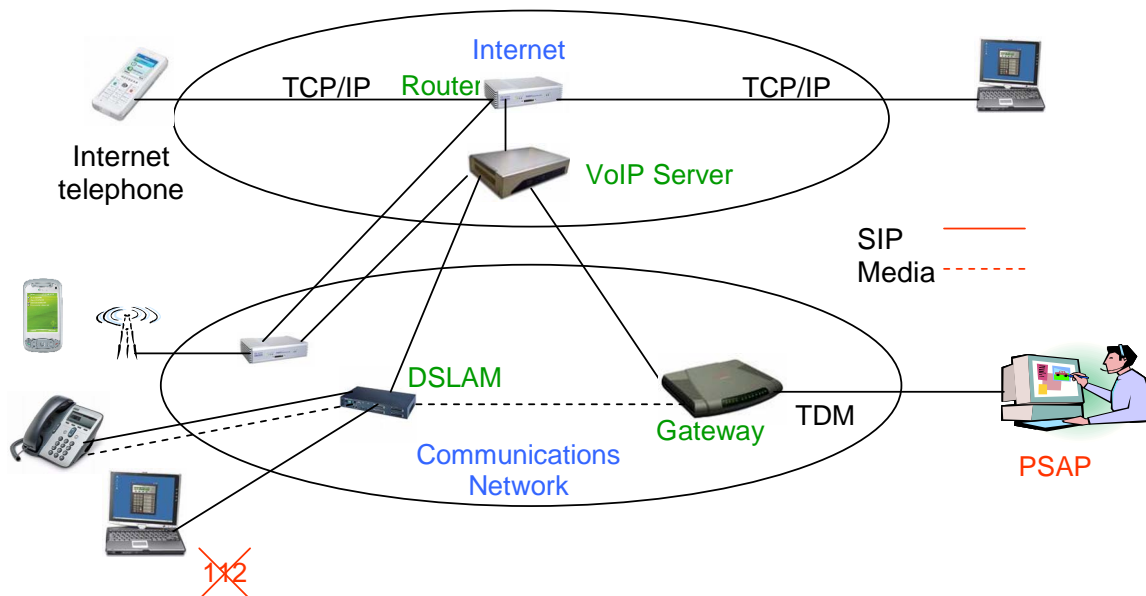 Internet
TCP/IP
Router
TCP/IP
Internet
telephone
VoIP Server
SIP
Media
DSLAM
Gateway
TDM
Communications
Network
PSAP
112